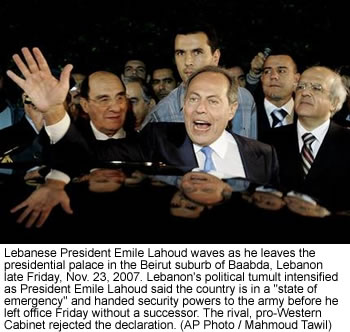 Lebanese President Emile Lahoud waves as he leaves the
presidential palace in the Beirut suburb of Baabda, Lebanon
late Friday, Nov. 23, 2007. Lebanon's political tumult intensified
as President Emile Lahoud said the country is in a "state of
emergency" and handed security powers to the army before he
left office Friday without a successor. The rival, pro-Western
Cabinet rejected the declaration. (AP Photo / Mahmoud Tawil)